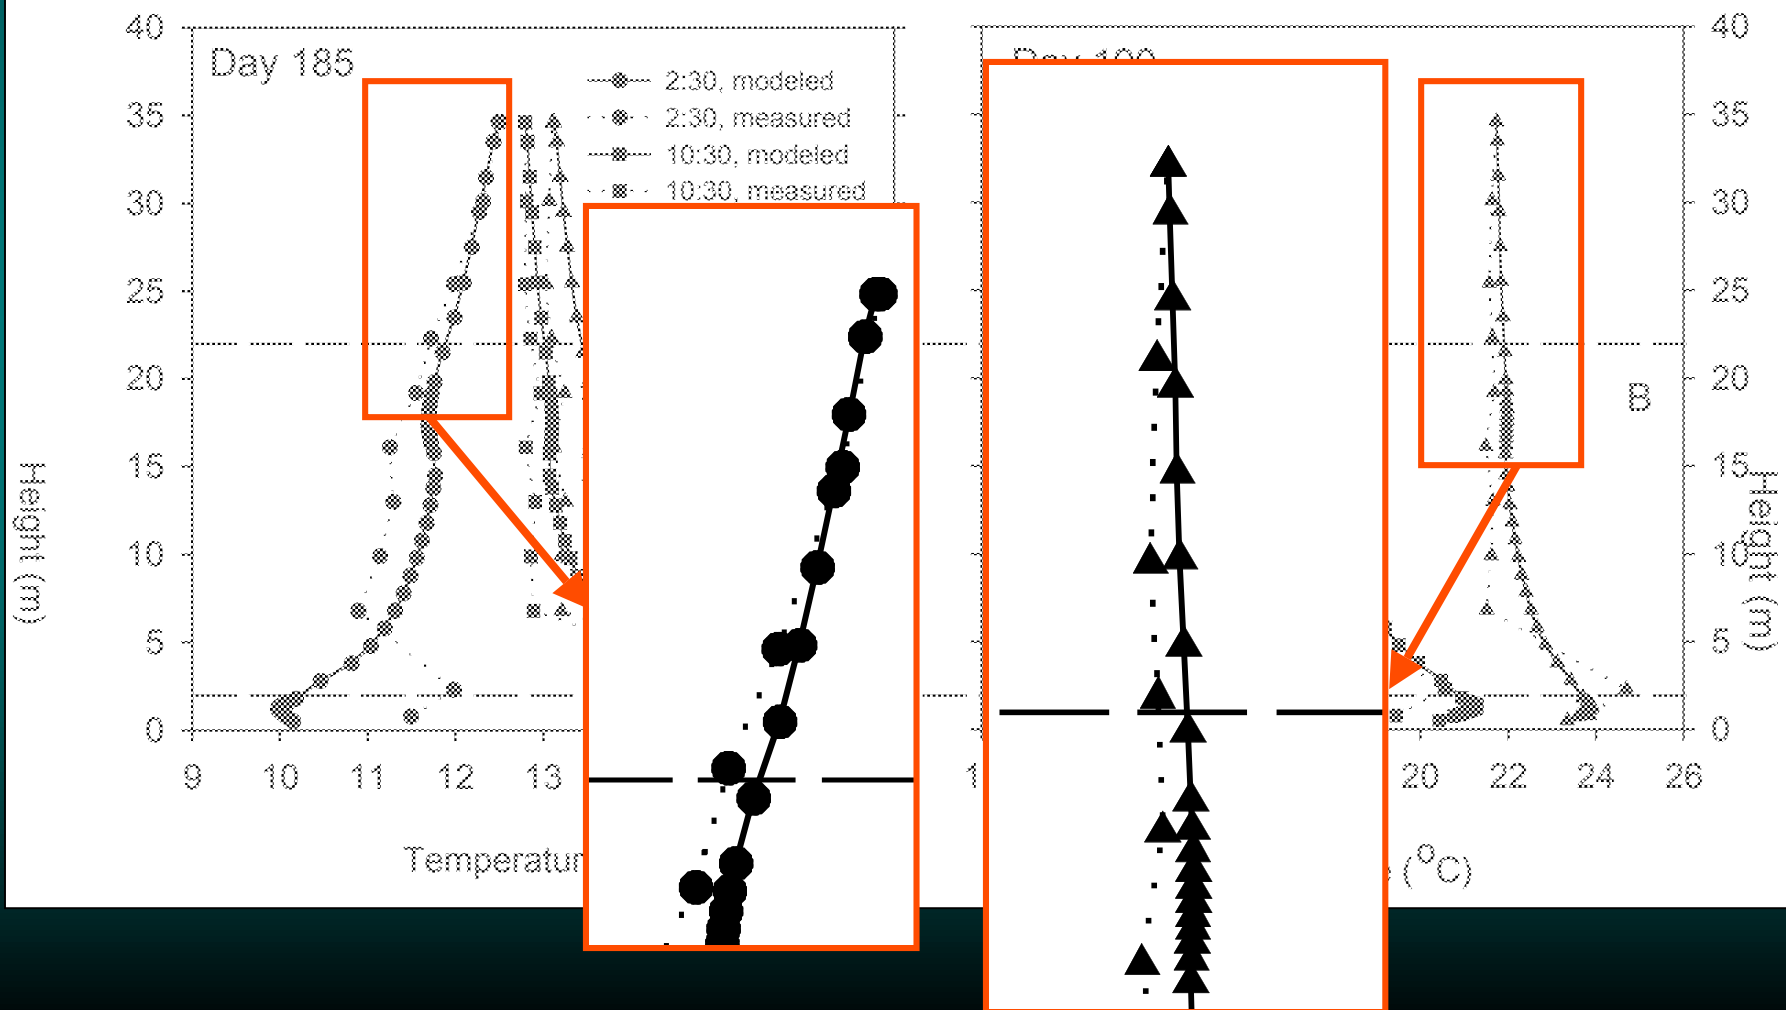 40
Day 185
2:30, modeled
2:30, measured
10:30, modeled
10:30, measured
35
30
25
20
15
10
5
0
9 10 11 12 13
Height (m)
Temperatur
40
35
30
25
20
15
10
5
0
B
20 22 24 26
Height (m)
(°C)